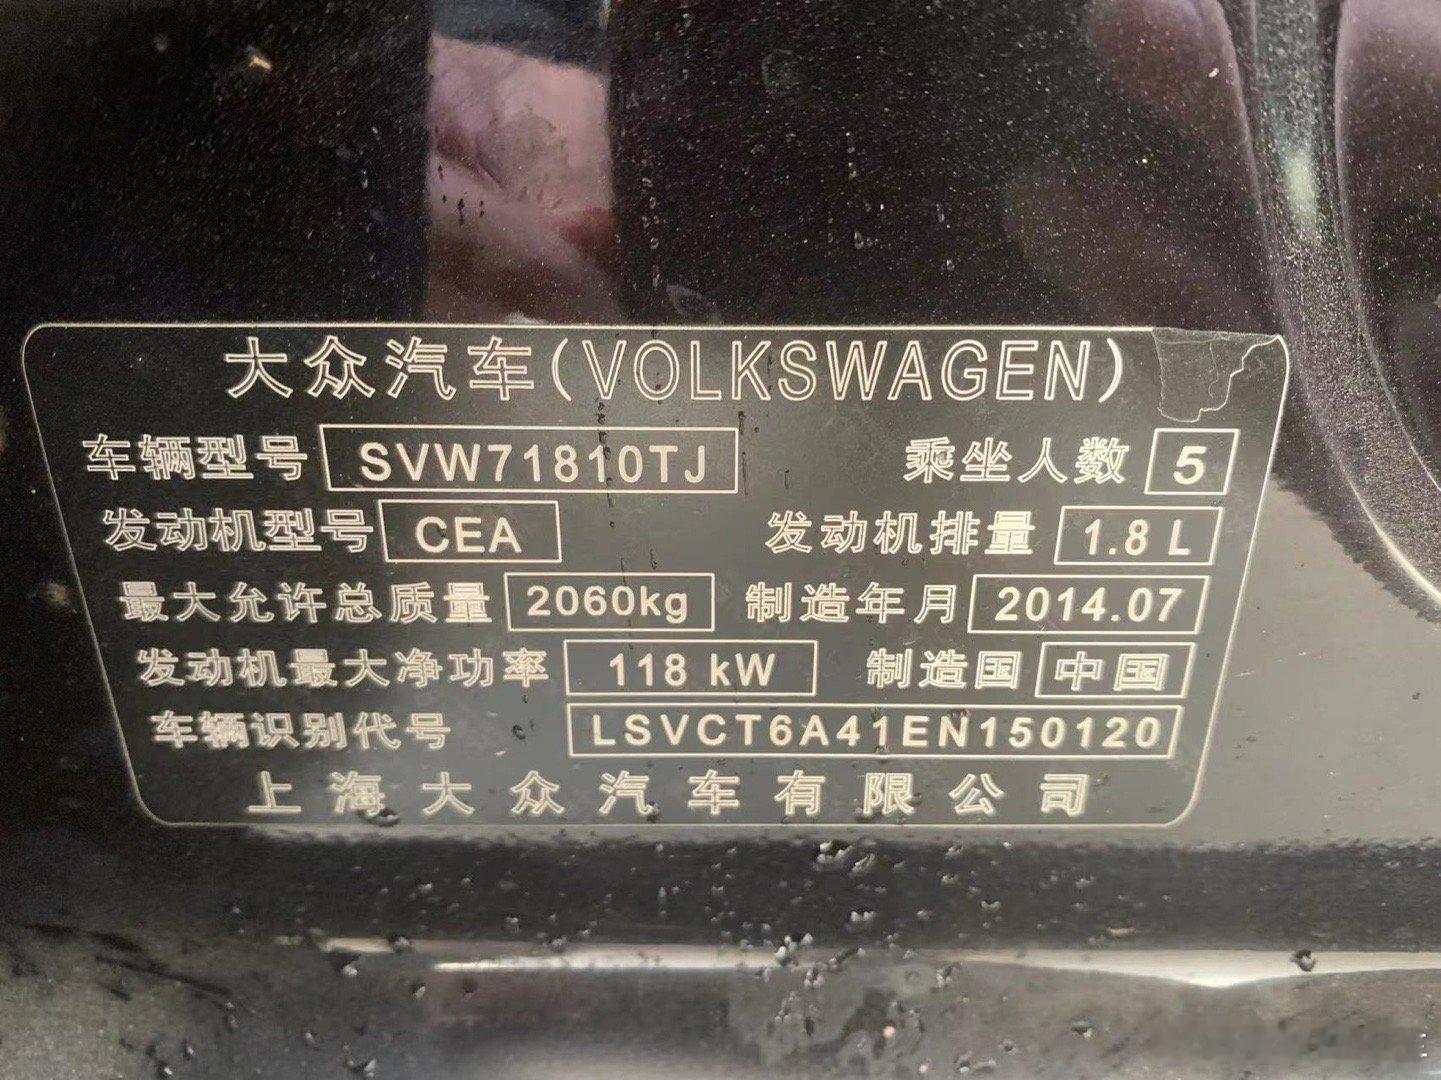 大众汽车(VOLKSWAGEN)
车辆型号 SVW71810TJ 乘坐人数 5
发动机型号 CEA 发动机排量 1.8 L
最大允许总质量 2060kg 制造年月 2014.07
发动机最大净功率 118 kW 制造国 中国
车辆识别代号 LSVCT6A41EN150120
上海大众汽车有限公司